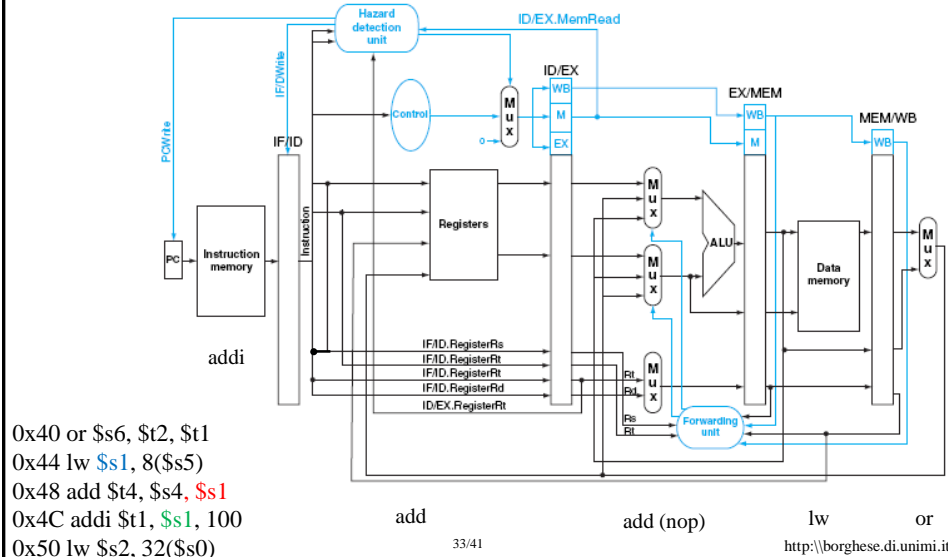 Hazard
detection
unit
ID/EX.MemRead
IF/DWrite
PCWrite
Control
0
M
u
x
ID/EX
WB
M
EX
EX/MEM
WB
M
MEM/WB
WB
IF/ID
Instruction
PC
Instruction
memory
Registers
M
u
x
M
u
x
ALU
Data
memory
M
u
x
addi
IF/ID.RegisterRs
IF/ID.RegisterRt
IF/ID.RegisterRt
IF/ID.RegisterRd
ID/EX.RegisterRt
Rt
Rd
M
u
x
Rs
Rt
Forwarding
unit
0x40 or $s6, $t2, $t1
0x44 lw $s1, 8($s5)
0x48 add $t4, $s4, $s1
0x4C addi $t1, $s1, 100
0x50 lw $s2, 32($s0)
add
add (nop)
lw
or
33/41
http:\\borghese.di.unimi.it